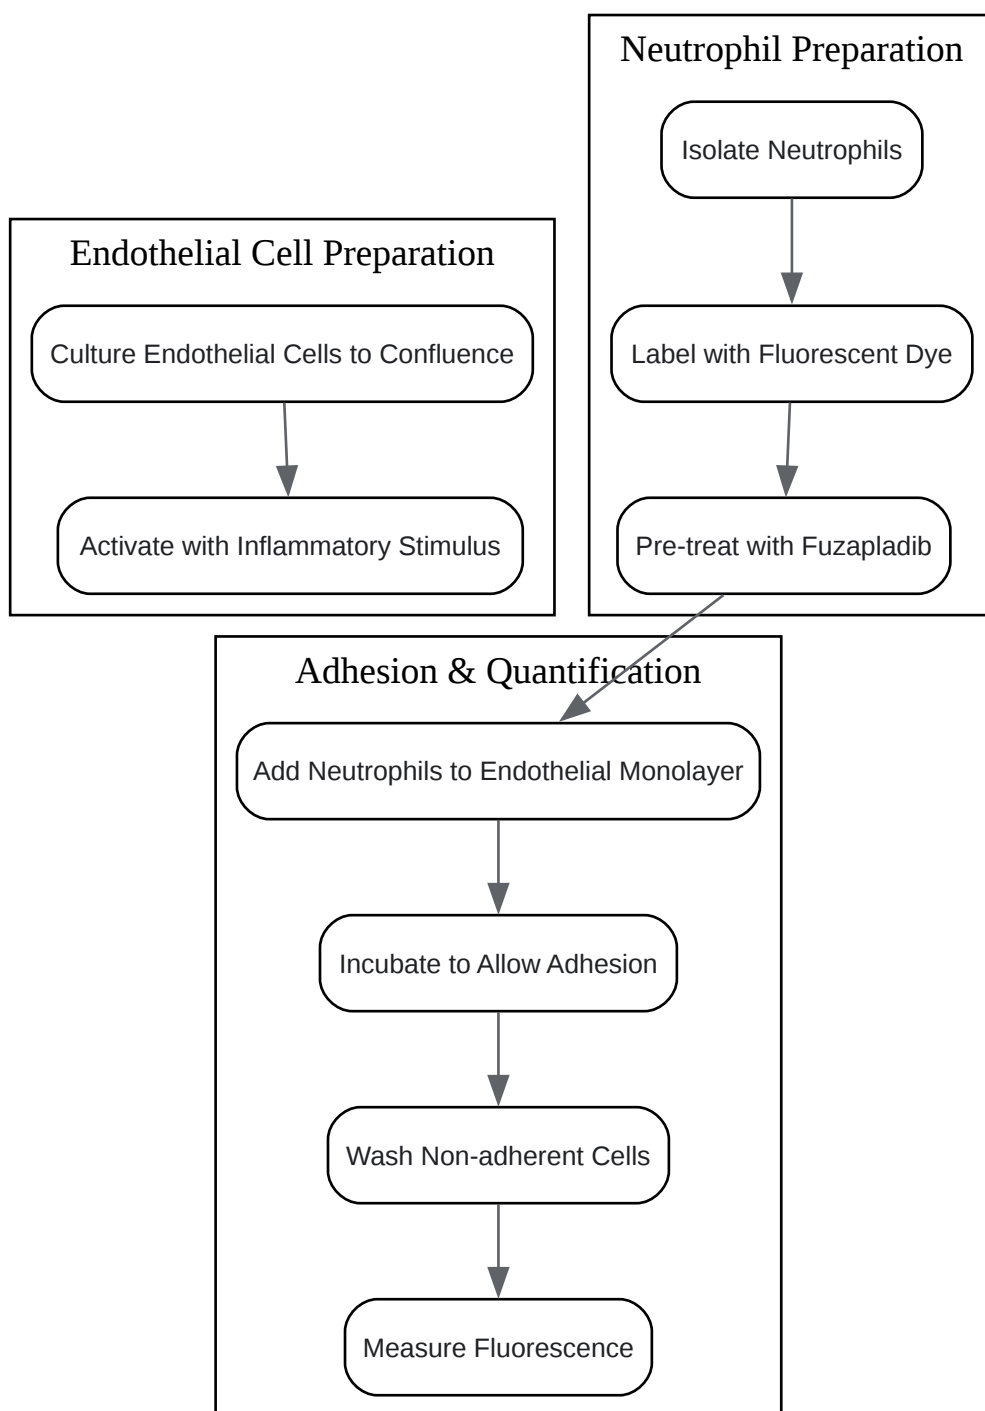 Neutrophil Preparation
Isolate Neutrophils
Label with Fluorescent Dye
Pre-treat with Fuzapladib
Endothelial Cell Preparation
Culture Endothelial Cells to Confluence
Activate with Inflammatory Stimulus
Adhesion & Quantification
Add Neutrophils to Endothelial Monolayer
Incubate to Allow Adhesion
Wash Non-adherent Cells
Measure Fluorescence